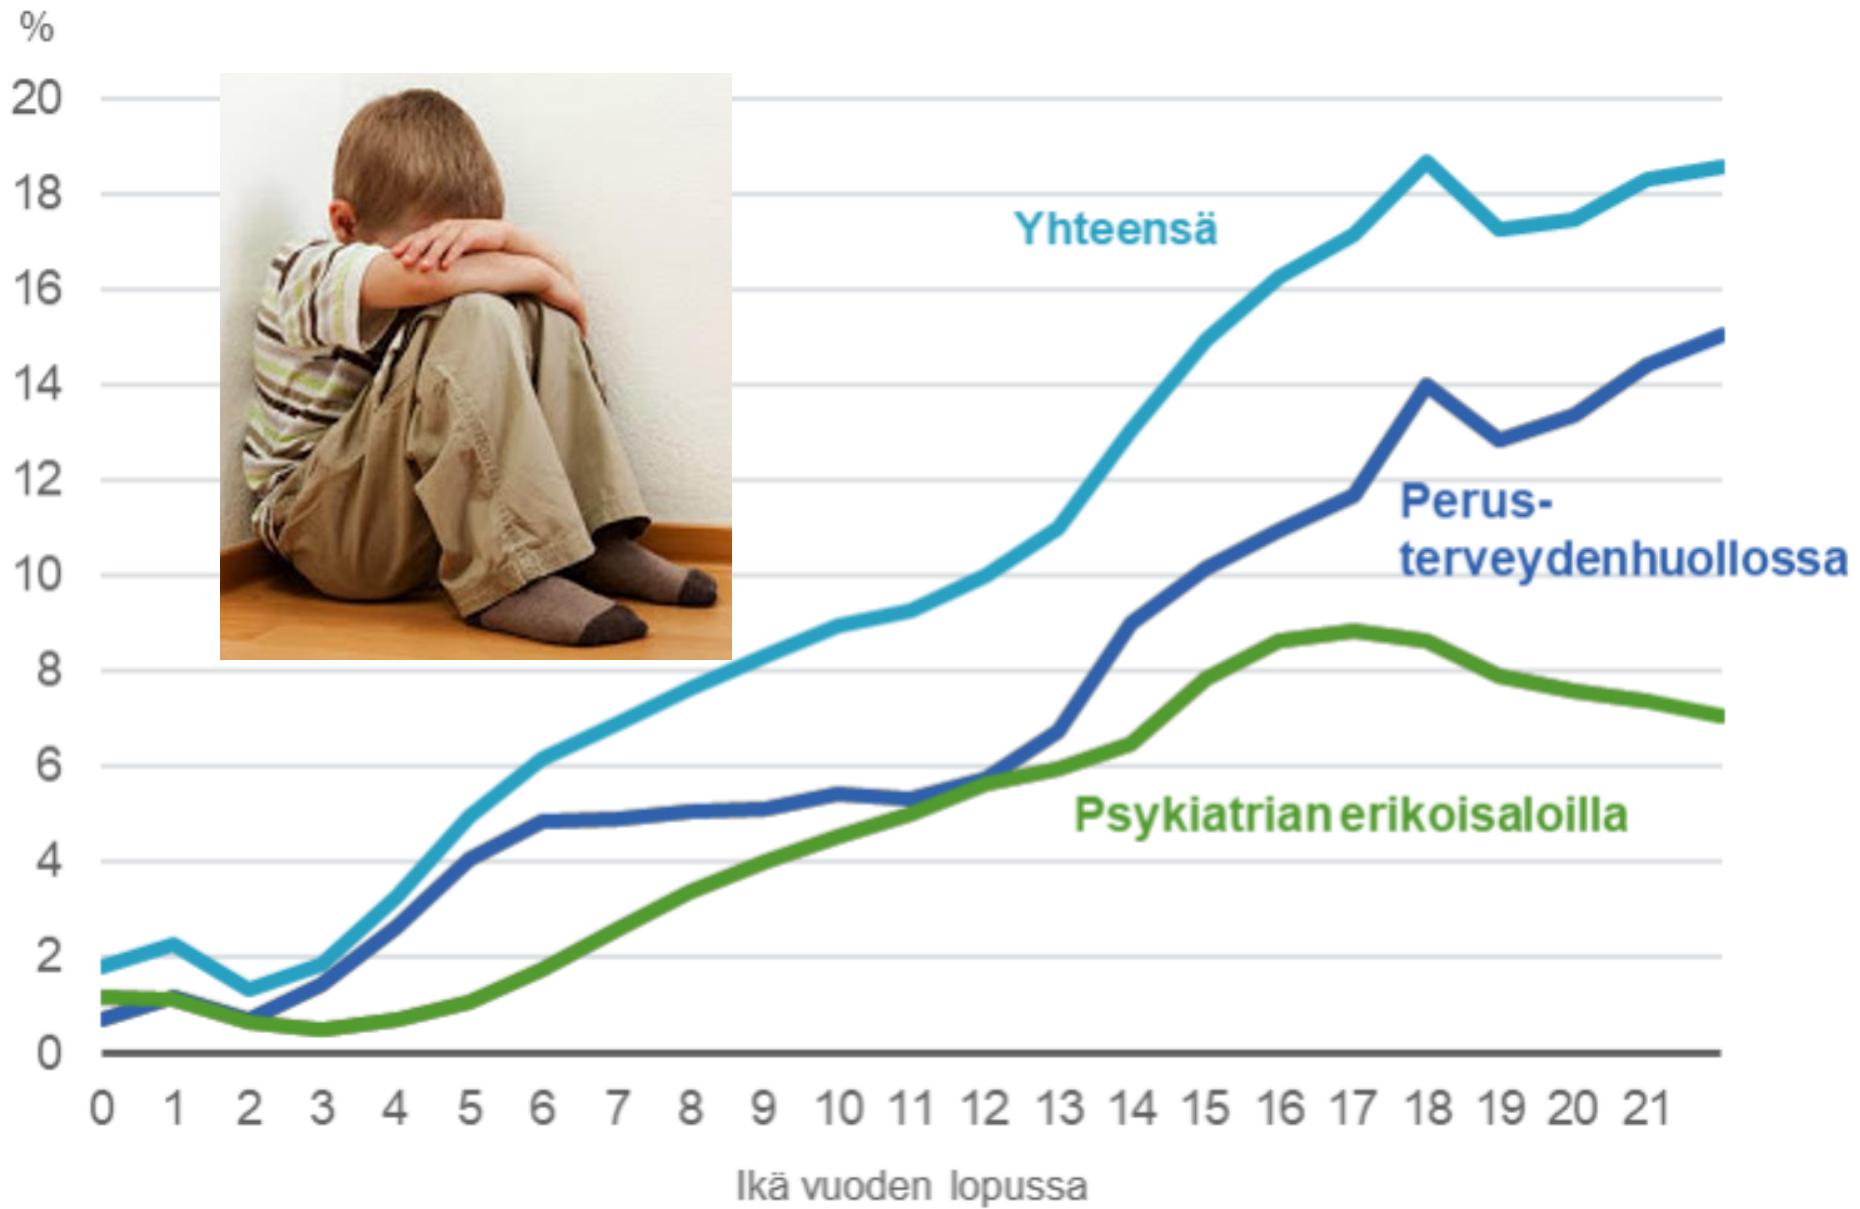 %
20
18
Yhteensä
16
14
12
Perus-
terveydenhuollossa
10
8
6
Psykiatrian erikoisaloilla
4
2
0
0 1 2 3 4 5 6 7 8 9 10 11 12 13 14 15 16 17 18 19 20 21
Ikä vuoden lopussa